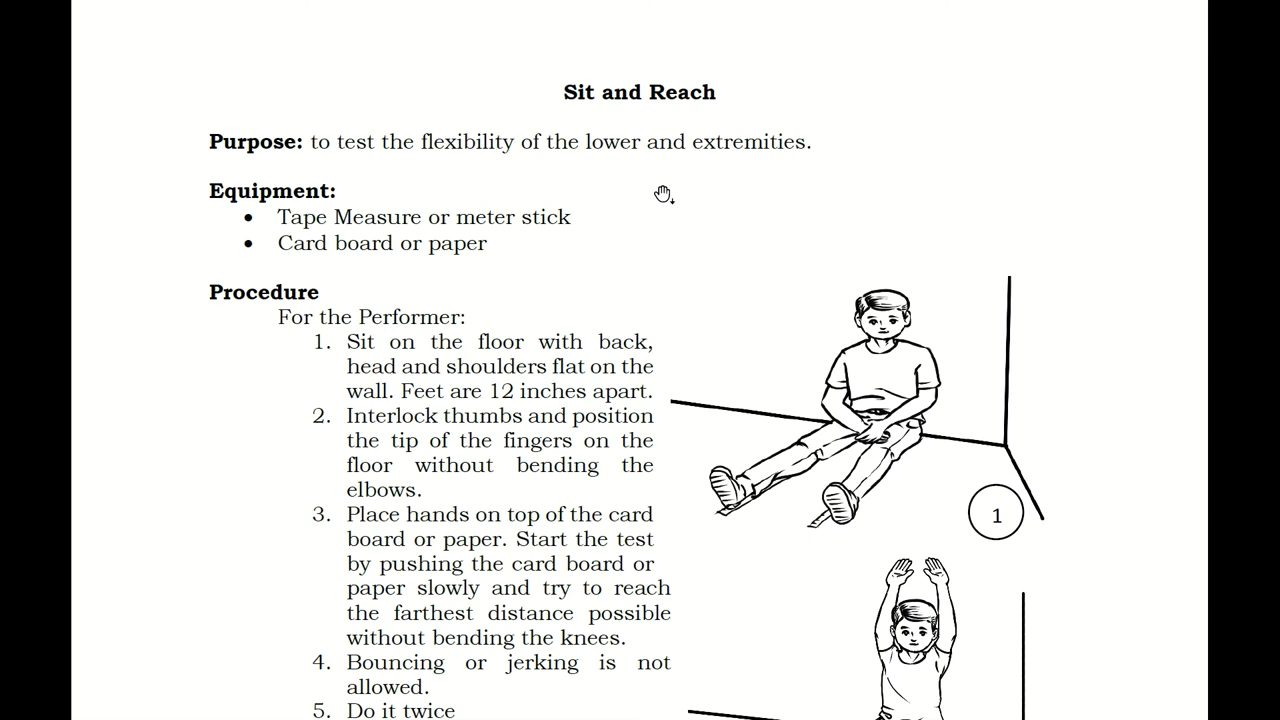 Sit and Reach
Purpose: to test the flexibility of the lower and extremities.
Equipment:
• Tape Measure or meter stick
• Card board or paper
Procedure
For the Performer:
1. Sit on the floor with back,
head and shoulders flat on the
wall. Feet are 12 inches apart.
2. Interlock thumbs and position
the tip of the fingers on the
floor without bending the
elbows.
3. Place hands on top of the card
board or paper. Start the test
by pushing the card board or
paper slowly and try to reach
the farthest distance possible
without bending the knees.
4. Bouncing or jerking is not
allowed.
5. Do it twice
1